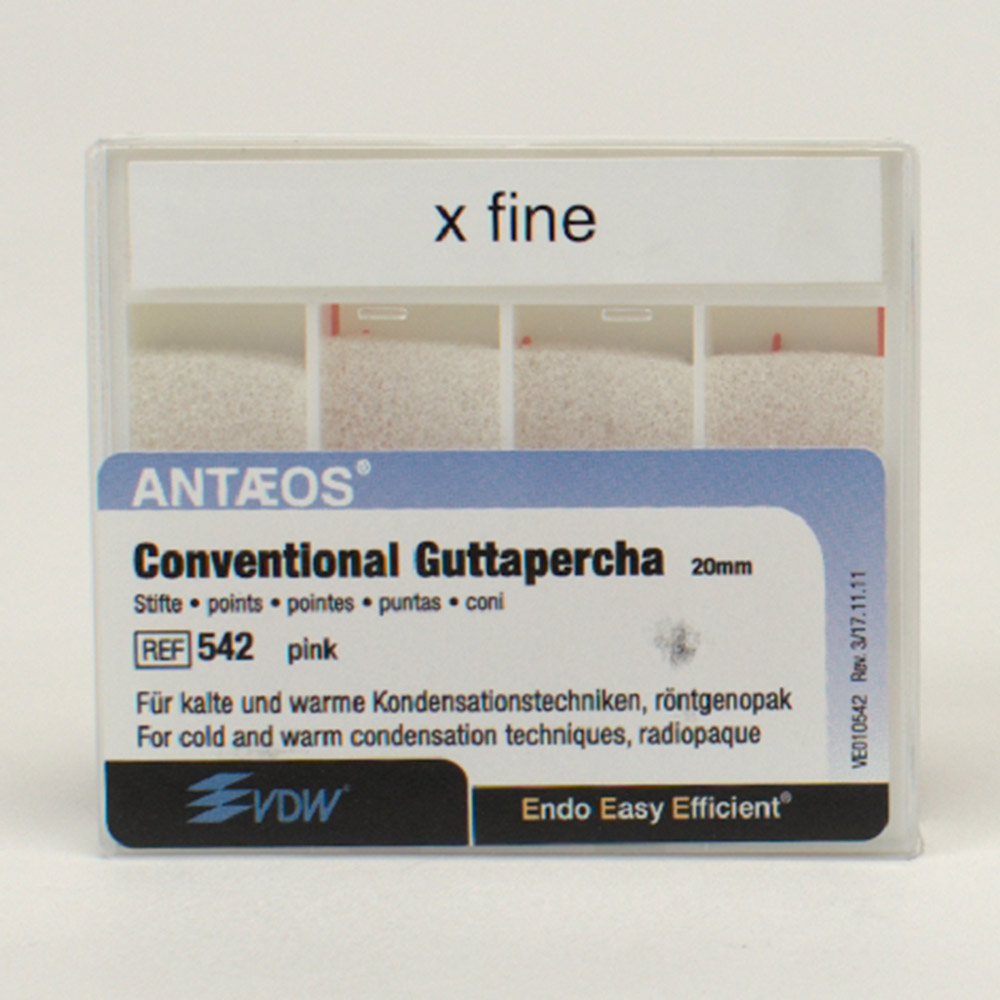 x fine
ANTÆOS®
Conventional Guttapercha 20mm
Stifte • points • pointes • puntas • coni
REF 542 pink
Für kalte und warme Kondensationstechniken, röntgenopak
For cold and warm condensation techniques, radiopaque
VE010542 Rev. 3/17.11.11
VDW®
Endo Easy Efficient®